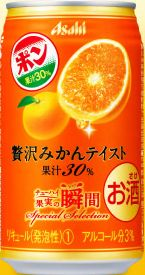 Asahi
ポン
果汁30%
贅沢みかんテイスト
果汁30%
チューハイ
果実の瞬間
Special Selection
お酒
さけ
リキュール(発泡性)①
アルコール分3%